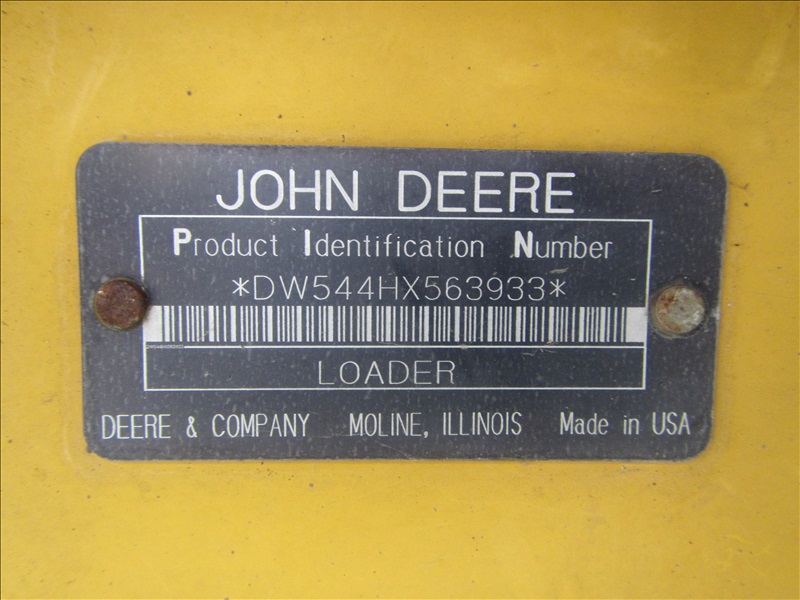 JOHN DEERE
Product Identification Number
*DW544HX563933*
LOADER
DEERE & COMPANY MOLINE, ILLINOIS Made in USA